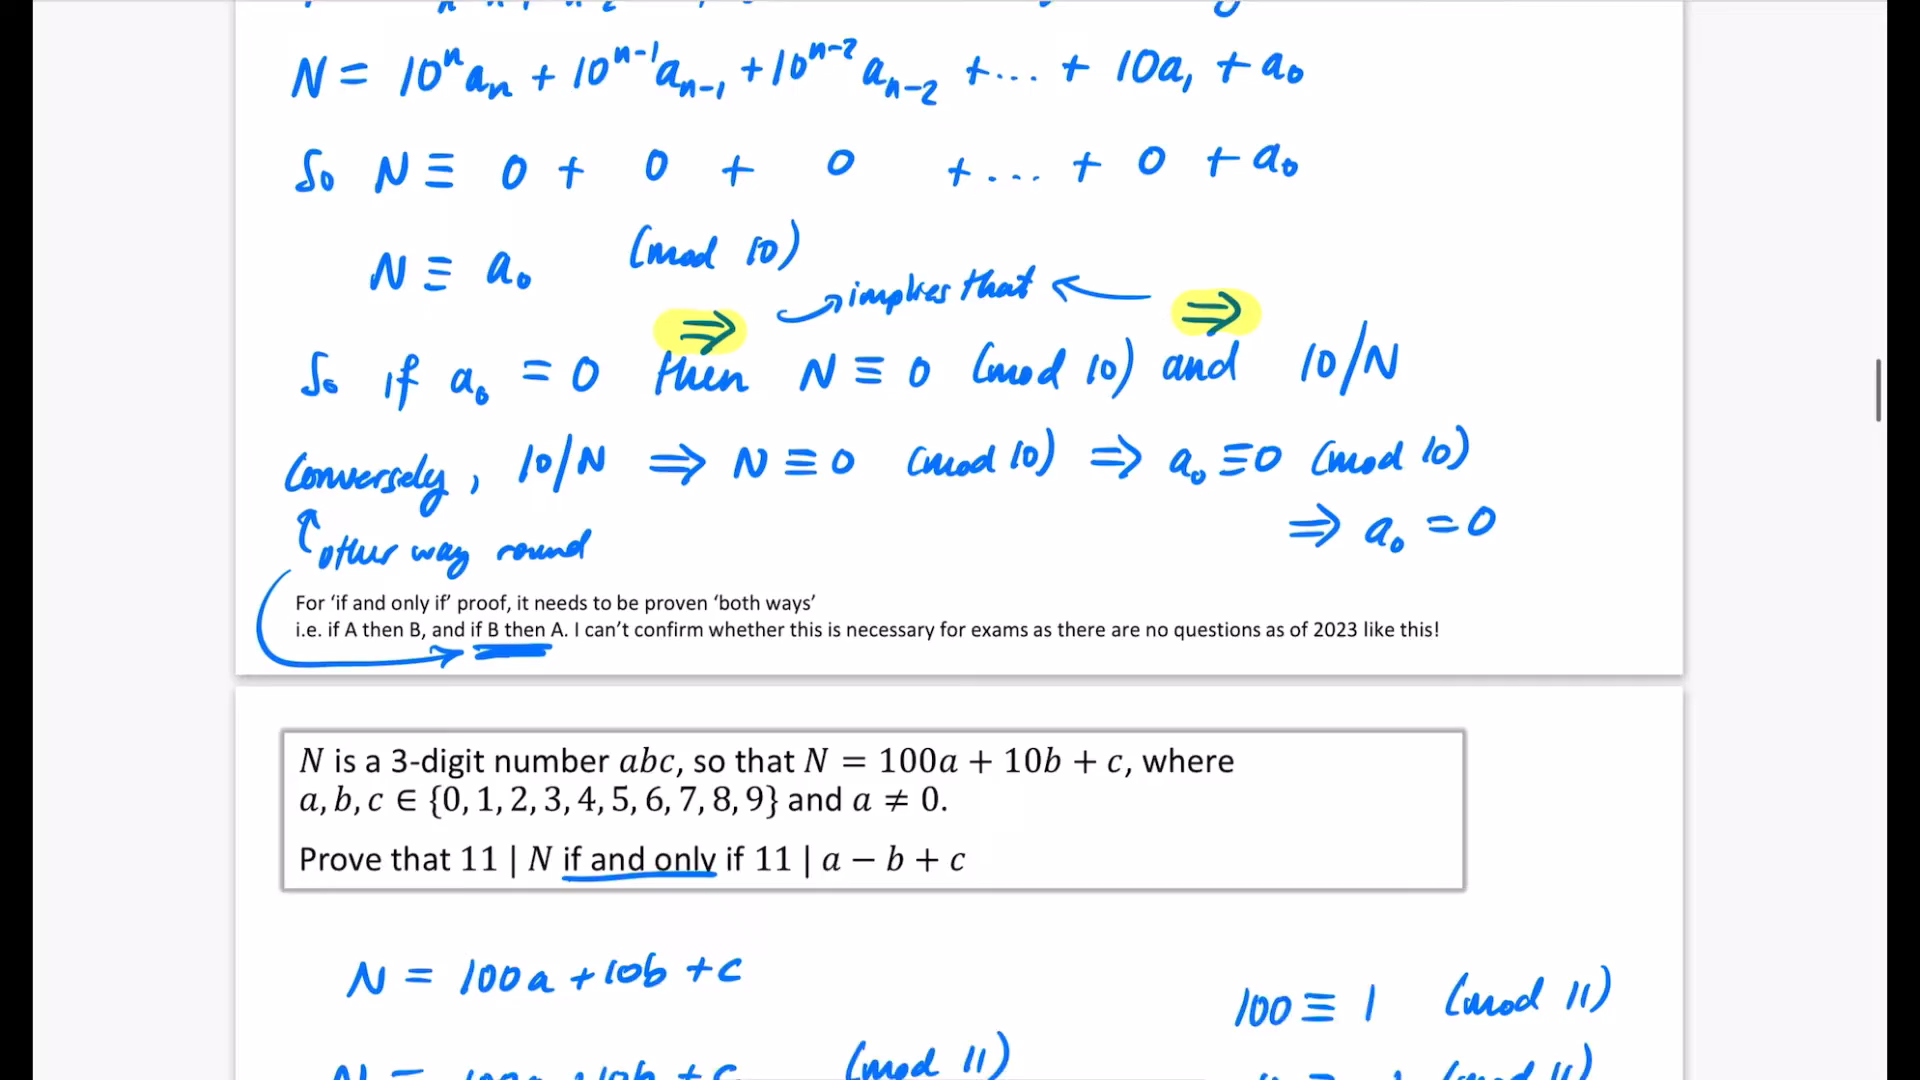 N = 10ⁿaₙ + 10ⁿ⁻¹aₙ₋₁ + 10ⁿ⁻²aₙ₋₂ + ... + 10a₁ + a₀
So N ≡ 0 + 0 + 0 + ... + 0 + a₀
N ≡ a₀ (mod 10)
⇒ implies that ⇒
So if a₀ = 0 then N ≡ 0 (mod 10) and 10/N
Conversely, 10/N ⇒ N ≡ 0 (mod 10) ⇒ a₀ ≡ 0 (mod 10)
⇒ a₀ = 0
other way round
For ‘if and only if’ proof, it needs to be proven ‘both ways’
i.e. if A then B, and if B then A. I can’t confirm whether this is necessary for exams as there are no questions as of 2023 like this!
N is a 3-digit number abc, so that N = 100a + 10b + c, where
a, b, c ∈ {0, 1, 2, 3, 4, 5, 6, 7, 8, 9} and a ≠ 0.
Prove that 11 | N if and only if 11 | a − b + c
N = 100a + 10b + c
100 ≡ 1 (mod 11)
(mod 11)